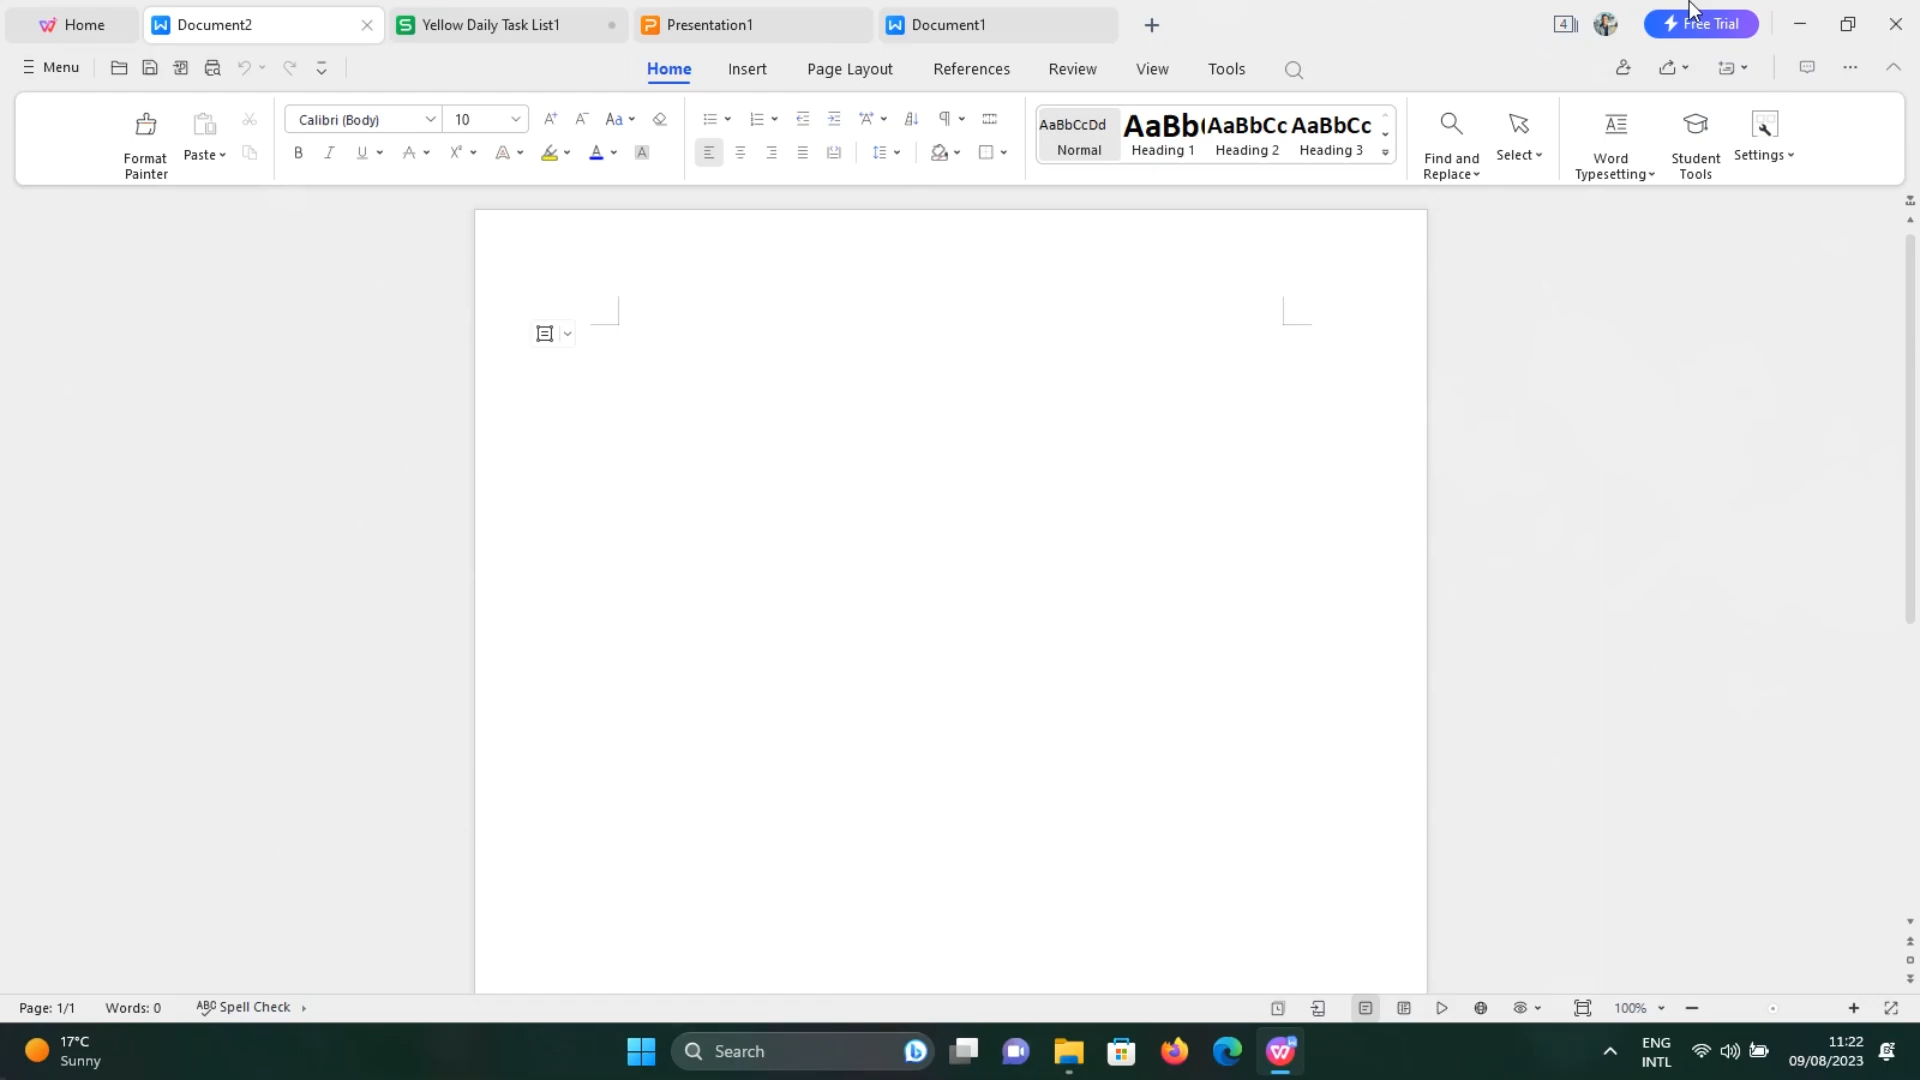 Home
Document2
Yellow Daily Task List1
Presentation1
Document1
4
Free Trial
Menu
Home
Insert
Page Layout
References
Review
View
Tools
Format
Painter
Paste
Calibri (Body)
10
AaBbCcDd
Normal
AaBb(
Heading 1
AaBbCc
Heading 2
AaBbCc
Heading 3
Find and
Replace
Select
Word
Typesetting
Student
Tools
Settings
Page: 1/1
Words: 0
ABC Spell Check
100%
17°C
Sunny
Search
ENG
INTL
11:22
09/08/2023